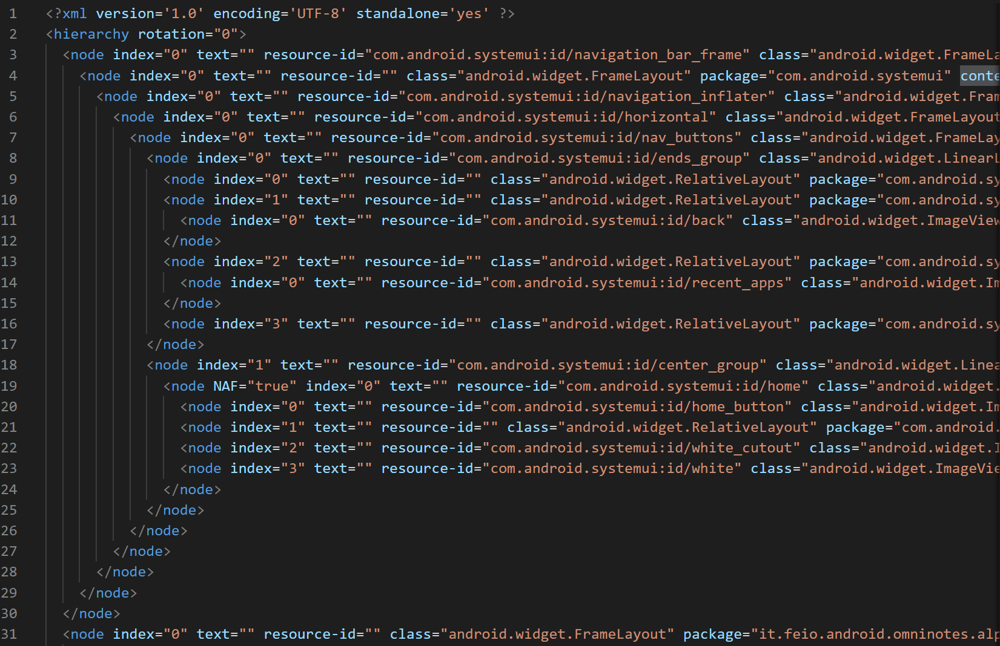 1 <?xml version='1.0' encoding='UTF-8' standalone='yes' ?>
2 <hierarchy rotation="0">
3 <node index="0" text="" resource-id="com.android.systemui:id/navigation_bar_frame" class="android.widget.FrameLa
4 <node index="0" text="" resource-id="" class="android.widget.FrameLayout" package="com.android.systemui" conte
5 <node index="0" text="" resource-id="com.android.systemui:id/navigation_inflater" class="android.widget.Fram
6 <node index="0" text="" resource-id="com.android.systemui:id/horizontal" class="android.widget.FrameLayout
7 <node index="0" text="" resource-id="com.android.systemui:id/nav_buttons" class="android.widget.FrameLay
8 <node index="0" text="" resource-id="com.android.systemui:id/ends_group" class="android.widget.LinearL
9 <node index="0" text="" resource-id="" class="android.widget.RelativeLayout" package="com.android.sy
10 <node index="1" text="" resource-id="" class="android.widget.RelativeLayout" package="com.android.sy
11 <node index="0" text="" resource-id="com.android.systemui:id/back" class="android.widget.ImageView
12 </node>
13 <node index="2" text="" resource-id="" class="android.widget.RelativeLayout" package="com.android.sy
14 <node index="0" text="" resource-id="com.android.systemui:id/recent_apps" class="android.widget.Im
15 </node>
16 <node index="3" text="" resource-id="" class="android.widget.RelativeLayout" package="com.android.sy
17 </node>
18 <node index="1" text="" resource-id="com.android.systemui:id/center_group" class="android.widget.Linea
19 <node NAF="true" index="0" text="" resource-id="com.android.systemui:id/home" class="android.widget.
20 <node index="0" text="" resource-id="com.android.systemui:id/home_button" class="android.widget.Im
21 <node index="1" text="" resource-id="" class="android.widget.RelativeLayout" package="com.android.
22 <node index="2" text="" resource-id="com.android.systemui:id/white_cutout" class="android.widget.I
23 <node index="3" text="" resource-id="com.android.systemui:id/white" class="android.widget.ImageVie
24 </node>
25 </node>
26 </node>
27 </node>
28 </node>
29 </node>
30 </node>
31 <node index="0" text="" resource-id="" class="android.widget.FrameLayout" package="it.feio.android.omninotes.alp